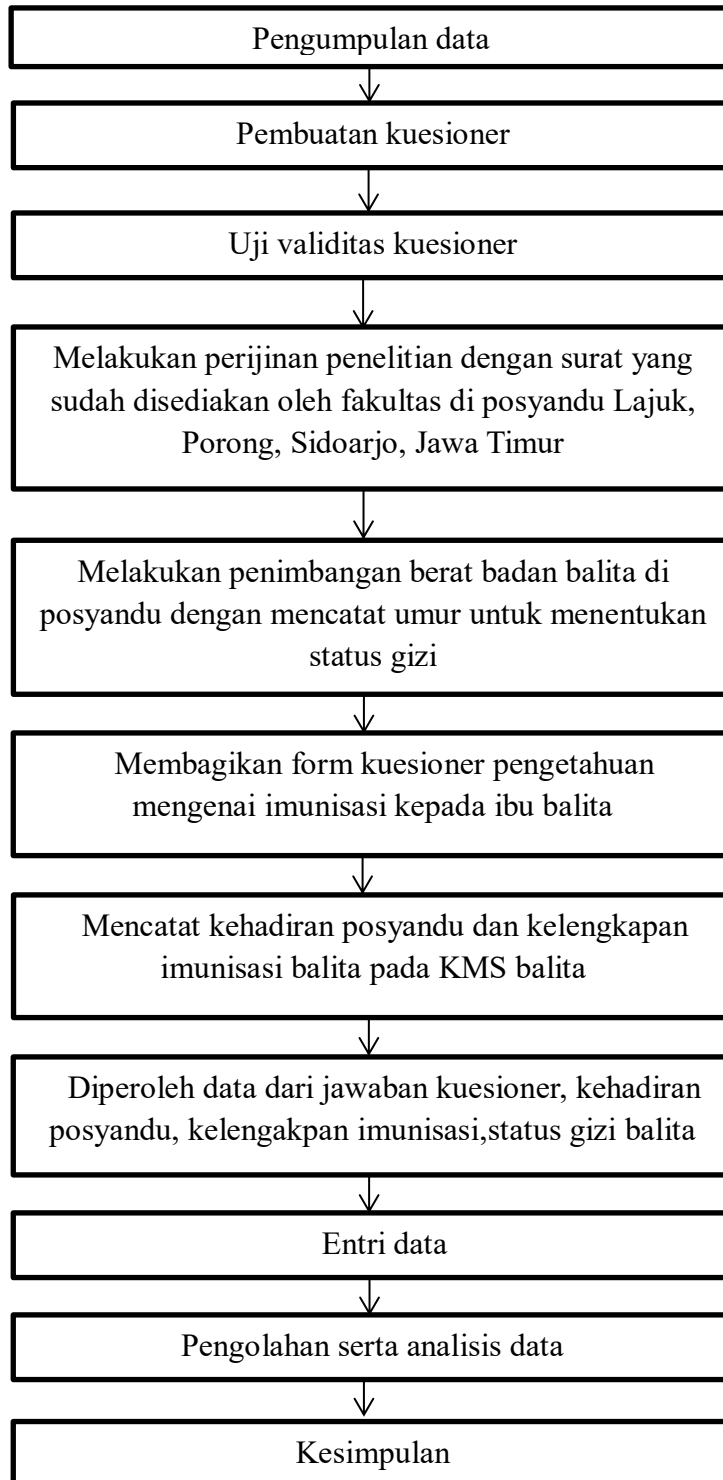 Pengumpulan data
Pembuatan kuesioner
Uji validitas kuesioner
Melakukan perijinan penelitian dengan surat yang
sudah disediakan oleh fakultas di posyandu Lajuk,
Porong, Sidoarjo, Jawa Timur
Melakukan penimbangan berat badan balita di
posyandu dengan mencatat umur untuk menentukan
status gizi
Membagikan form kuesioner pengetahuan
mengenai imunisasi kepada ibu balita
Mencatat kehadiran posyandu dan kelengkapan
imunisasi balita pada KMS balita
Diperoleh data dari jawaban kuesioner, kehadiran
posyandu, kelengakpan imunisasi,status gizi balita
Entri data
Pengolahan serta analisis data
Kesimpulan